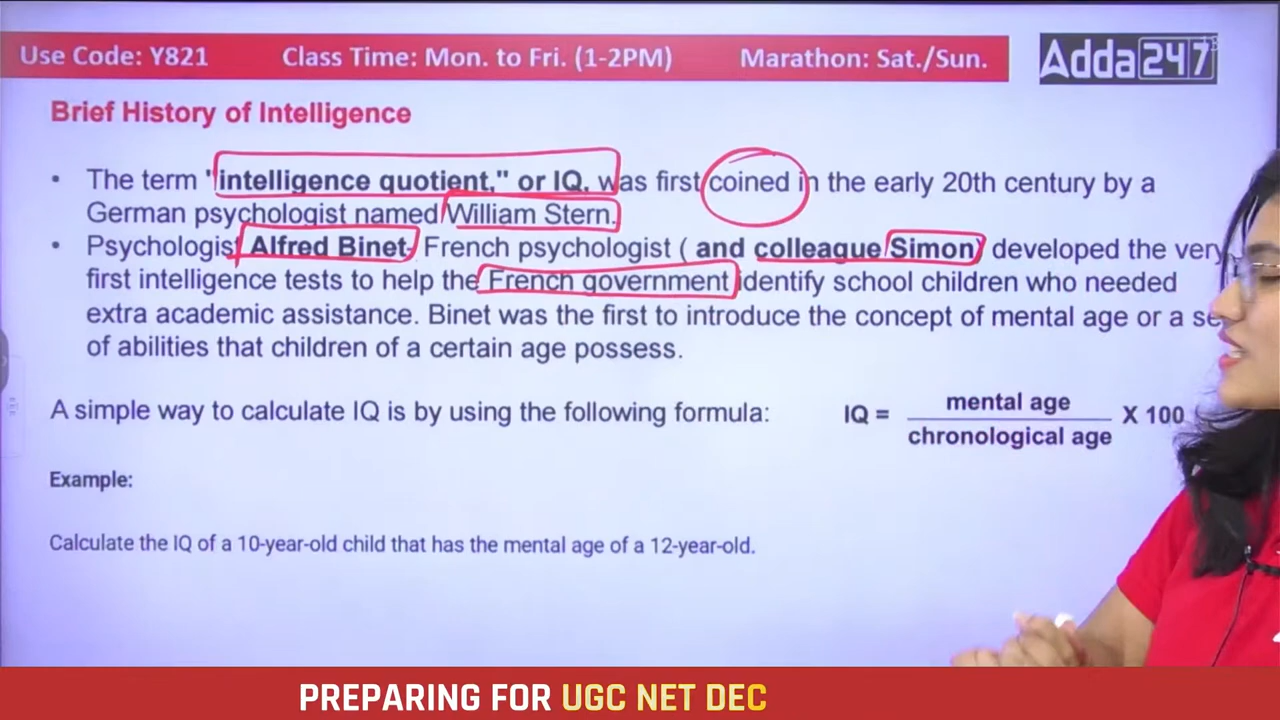 Use Code: Y821 Class Time: Mon. to Fri. (1-2PM) Marathon: Sat./Sun.
Adda247
Brief History of Intelligence
• The term "intelligence quotient," or IQ, was first coined in the early 20th century by a
German psychologist named William Stern.
• Psychologist Alfred Binet- French psychologist ( and colleague Simon) developed the very
first intelligence tests to help the French government identify school children who needed
extra academic assistance. Binet was the first to introduce the concept of mental age or a se
of abilities that children of a certain age possess.
A simple way to calculate IQ is by using the following formula:
IQ = mental age
chronological age
X 100
Example:
Calculate the IQ of a 10-year-old child that has the mental age of a 12-year-old.
PREPARING FOR UGC NET DEC